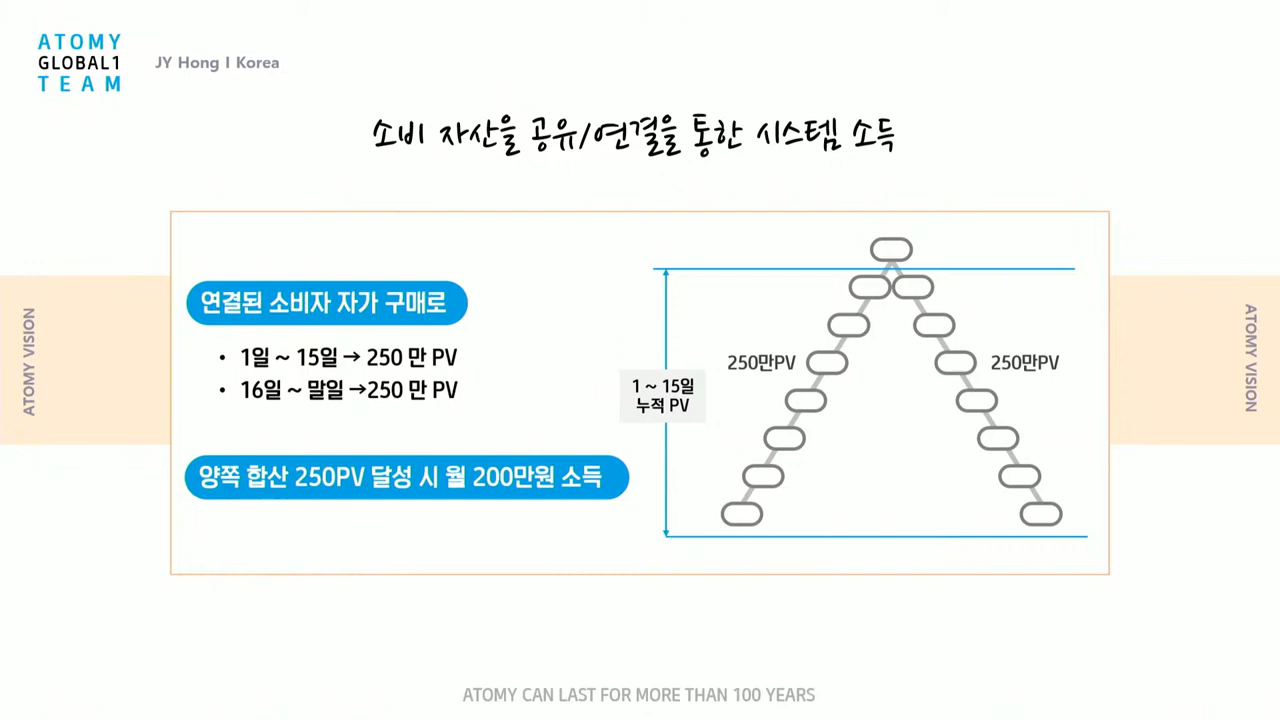 ATOMY
GLOBAL1
TEAM
JY Hong I Korea
소비 자산을 공유/연결을 통한 시스템 소득
ATOMY VISION
연결된 소비자 자가 구매로
• 1일 ~ 15일 → 250 만 PV
• 16일 ~ 말일 →250 만 PV
양쪽 합산 250PV 달성 시 월 200만원 소득
1 ~ 15일
누적 PV
250만PV
250만PV
ATOMY VISION
ATOMY CAN LAST FOR MORE THAN 100 YEARS